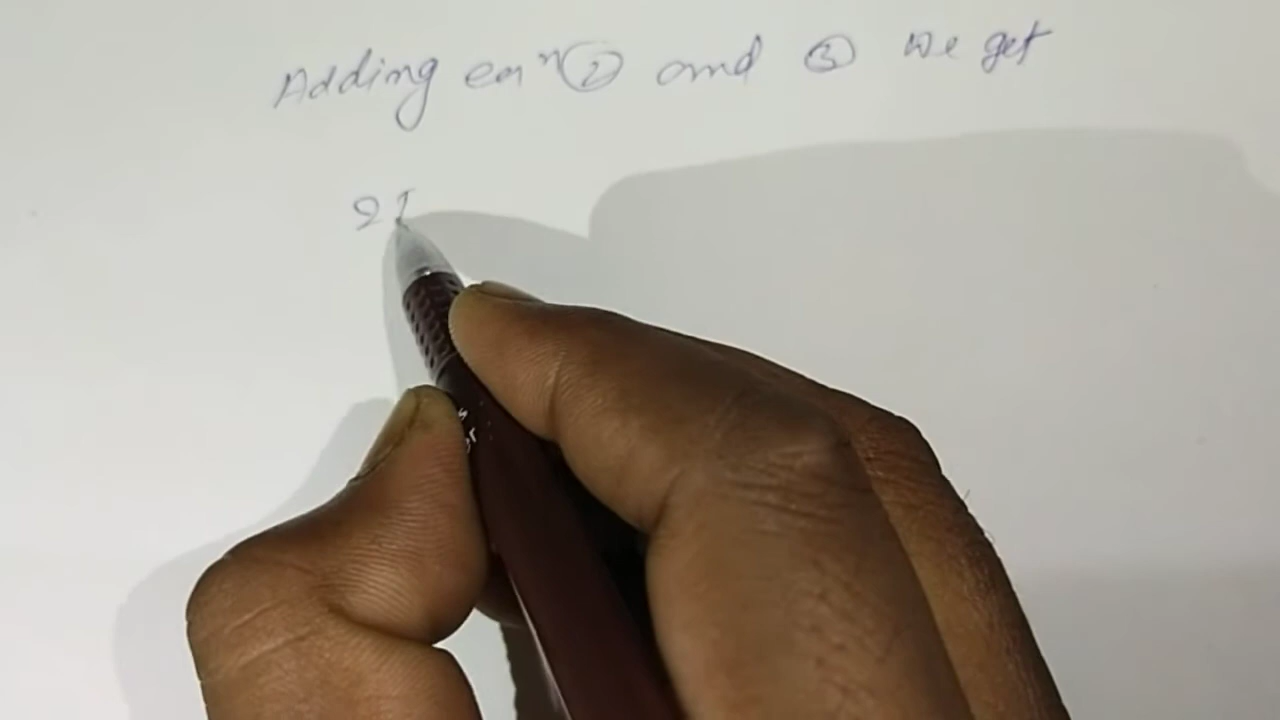 Adding eqⁿ ② and ③ we get
2I